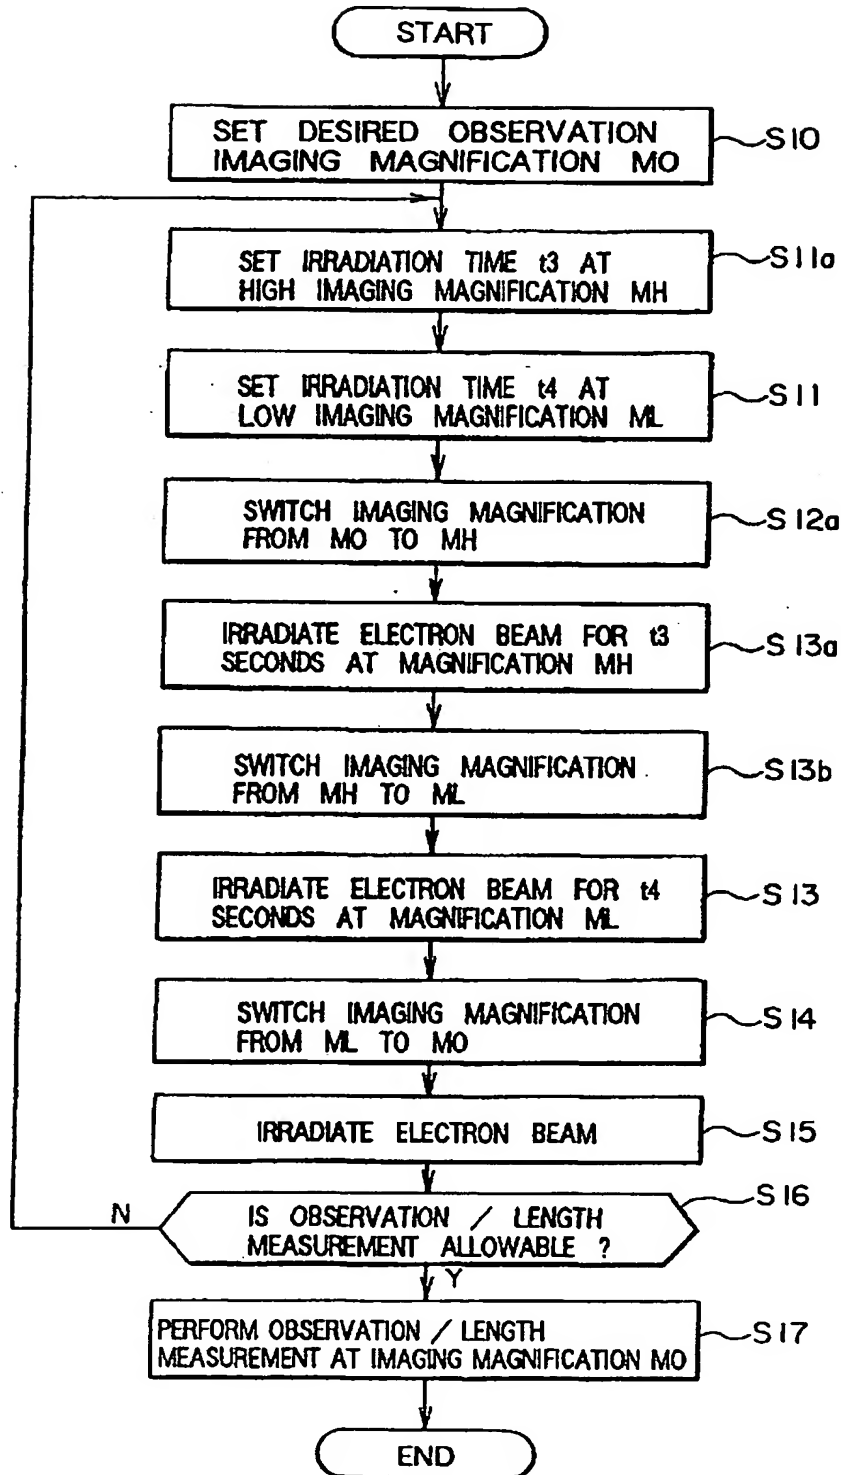 START
SET DESIRED OBSERVATION
IMAGING MAGNIFICATION MO
S10
SET IRRADIATION TIME t3 AT
HIGH IMAGING MAGNIFICATION MH
S11a
SET IRRADIATION TIME t4 AT
LOW IMAGING MAGNIFICATION ML
S11
SWITCH IMAGING MAGNIFICATION
FROM MO TO MH
S12a
IRRADIATE ELECTRON BEAM FOR t3
SECONDS AT MAGNIFICATION MH
S13a
SWITCH IMAGING MAGNIFICATION
FROM MH TO ML
S13b
IRRADIATE ELECTRON BEAM FOR t4
SECONDS AT MAGNIFICATION ML
S13
SWITCH IMAGING MAGNIFICATION
FROM ML TO MO
S14
IRRADIATE ELECTRON BEAM
S15
IS OBSERVATION / LENGTH
MEASUREMENT ALLOWABLE ?
S16
N
Y
PERFORM OBSERVATION / LENGTH
MEASUREMENT AT IMAGING MAGNIFICATION MO
S17
END